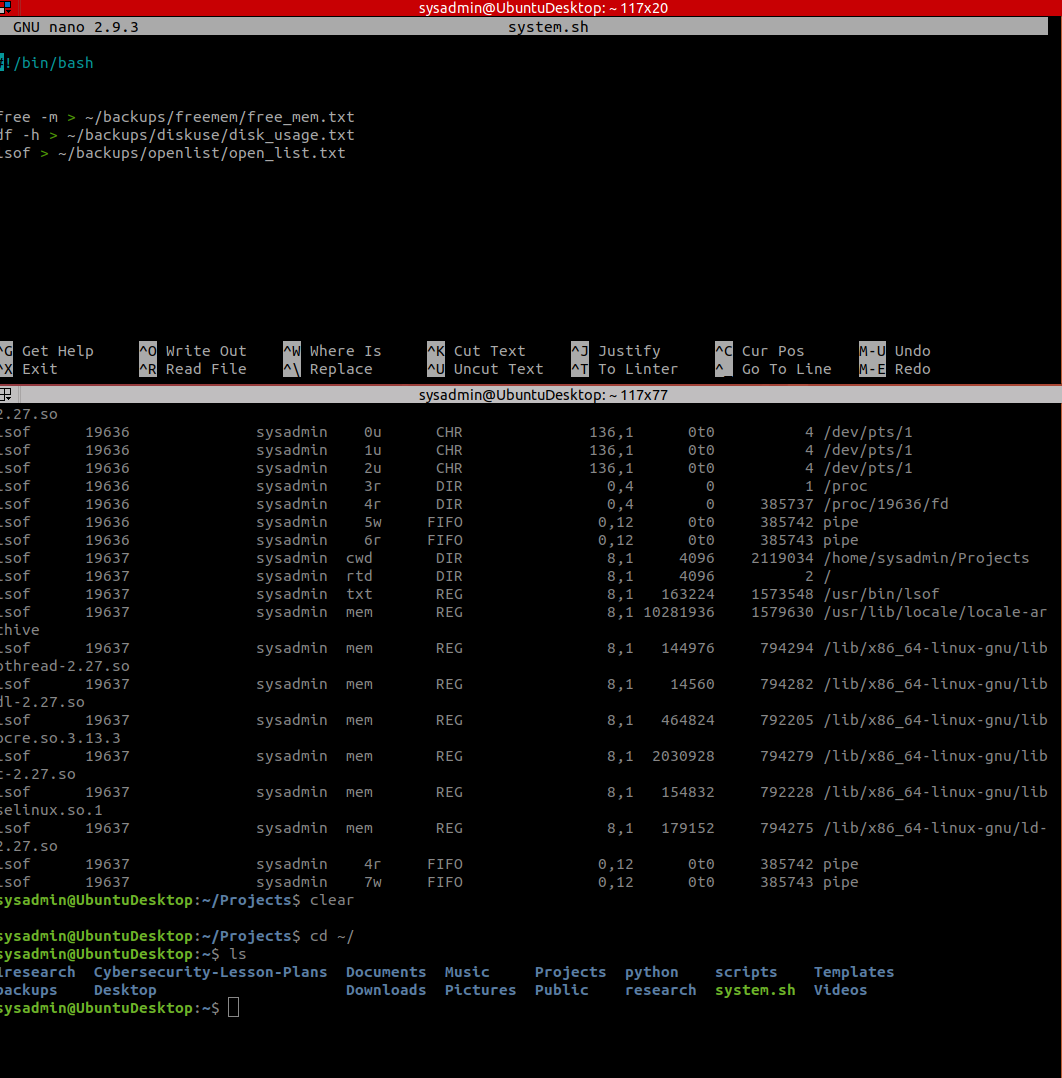 sysadmin@UbuntuDesktop: ~ 117x20
GNU nano 2.9.3 system.sh
#!/bin/bash
free -m > ~/backups/freemem/free_mem.txt
df -h > ~/backups/diskuse/disk_usage.txt
lsof > ~/backups/openlist/open_list.txt
^G Get Help ^O Write Out ^W Where Is ^K Cut Text ^J Justify ^C Cur Pos M-U Undo
^X Exit ^R Read File ^\ Replace ^U Uncut Text ^T To Linter ^_ Go To Line M-E Redo
sysadmin@UbuntuDesktop: ~ 117x77
2.27.so
lsof 19636 sysadmin 0u CHR 136,1 0t0 4 /dev/pts/1
lsof 19636 sysadmin 1u CHR 136,1 0t0 4 /dev/pts/1
lsof 19636 sysadmin 2u CHR 136,1 0t0 4 /dev/pts/1
lsof 19636 sysadmin 3r DIR 0,4 0 1 /proc
lsof 19636 sysadmin 4r DIR 0,4 0 385737 /proc/19636/fd
lsof 19636 sysadmin 5w FIFO 0,12 0t0 385742 pipe
lsof 19636 sysadmin 6r FIFO 0,12 0t0 385743 pipe
lsof 19637 sysadmin cwd DIR 8,1 4096 2119034 /home/sysadmin/Projects
lsof 19637 sysadmin rtd DIR 8,1 4096 2 /
lsof 19637 sysadmin txt REG 8,1 163224 1573548 /usr/bin/lsof
lsof 19637 sysadmin mem REG 8,1 10281936 1579630 /usr/lib/locale/locale-ar
chive
lsof 19637 sysadmin mem REG 8,1 144976 794294 /lib/x86_64-linux-gnu/lib
pthread-2.27.so
lsof 19637 sysadmin mem REG 8,1 14560 794282 /lib/x86_64-linux-gnu/lib
dl-2.27.so
lsof 19637 sysadmin mem REG 8,1 464824 792205 /lib/x86_64-linux-gnu/lib
pcre.so.3.13.3
lsof 19637 sysadmin mem REG 8,1 2030928 794279 /lib/x86_64-linux-gnu/lib
c-2.27.so
lsof 19637 sysadmin mem REG 8,1 154832 792228 /lib/x86_64-linux-gnu/lib
selinux.so.1
lsof 19637 sysadmin mem REG 8,1 179152 794275 /lib/x86_64-linux-gnu/ld-
2.27.so
lsof 19637 sysadmin 4r FIFO 0,12 0t0 385742 pipe
lsof 19637 sysadmin 7w FIFO 0,12 0t0 385743 pipe
sysadmin@UbuntuDesktop:~/Projects$ clear
sysadmin@UbuntuDesktop:~/Projects$ cd ~/
sysadmin@UbuntuDesktop:~$ ls
1research Cybersecurity-Lesson-Plans Documents Music Projects python scripts Templates
backups Desktop Downloads Pictures Public research system.sh Videos
sysadmin@UbuntuDesktop:~$